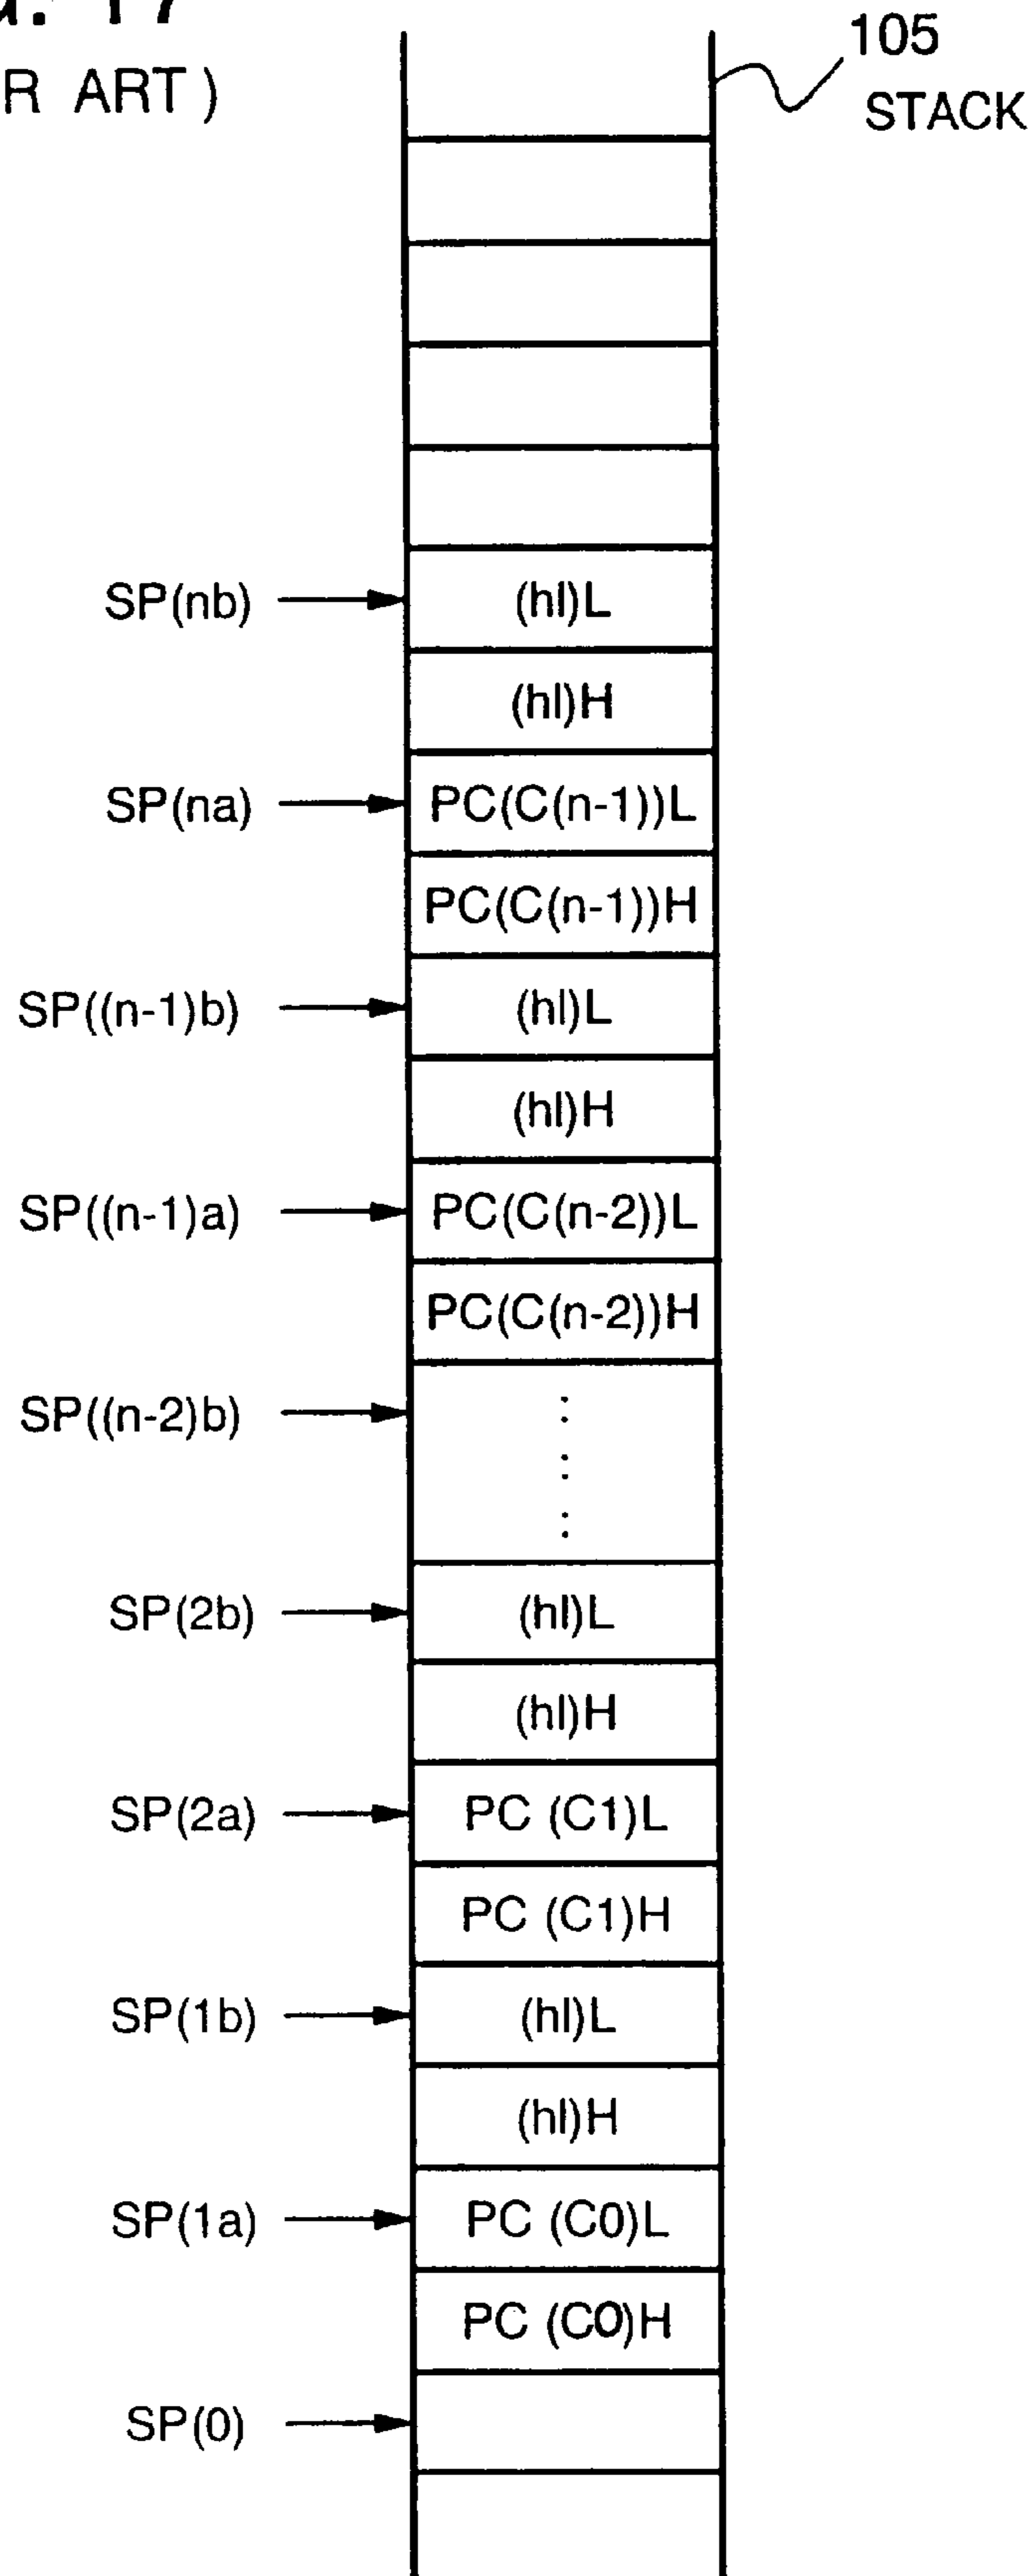 17
R ART)
105
STACK
SP(nb) (hl)L
(hl)H
SP(na) PC(C(n-1))L
PC(C(n-1))H
SP((n-1)b) (hl)L
(hl)H
SP((n-1)a) PC(C(n-2))L
PC(C(n-2))H
SP((n-2)b)
SP(2b) (hl)L
(hl)H
SP(2a) PC (C1)L
PC (C1)H
SP(1b) (hl)L
(hl)H
SP(1a) PC (C0)L
PC (C0)H
SP(0)